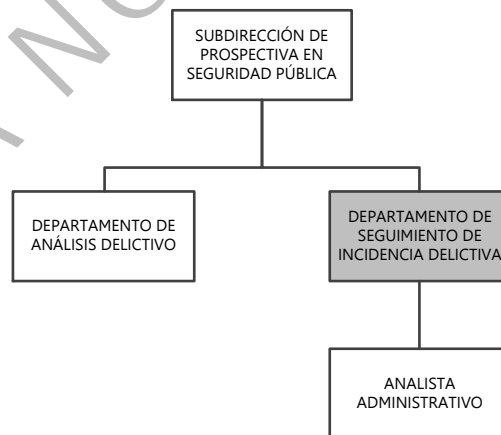 SUBDIRECCIÓN DE
PROSPECTIVA EN
SEGURIDAD PÚBLICA
DEPARTAMENTO DE
ANÁLISIS DELICTIVO
DEPARTAMENTO DE
SEGUIMIENTO DE
INCIDENCIA DELICTIVA
ANALISTA
ADMINISTRATIVO